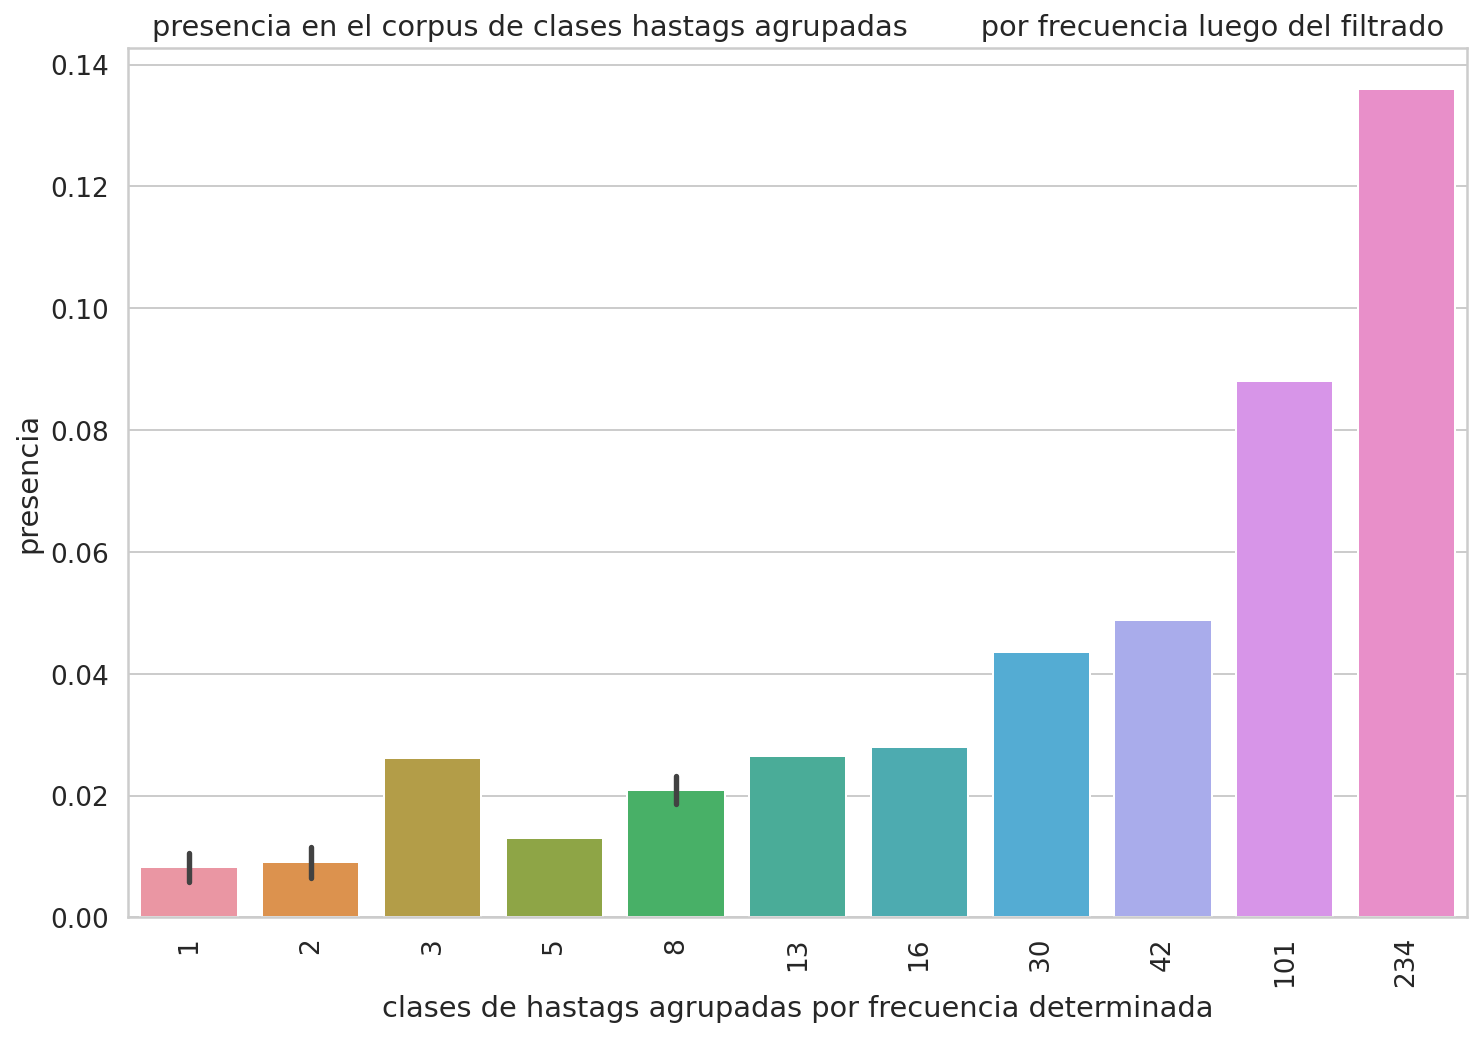 presencia en el corpus de clases hastags agrupadas por frecuencia luego del filtrado
0.14
0.12
0.10
0.08
0.06
0.04
0.02
0.00
presencia
1 2 3 5 8 13 16 30 42 101 234
clases de hastags agrupadas por frecuencia determinada